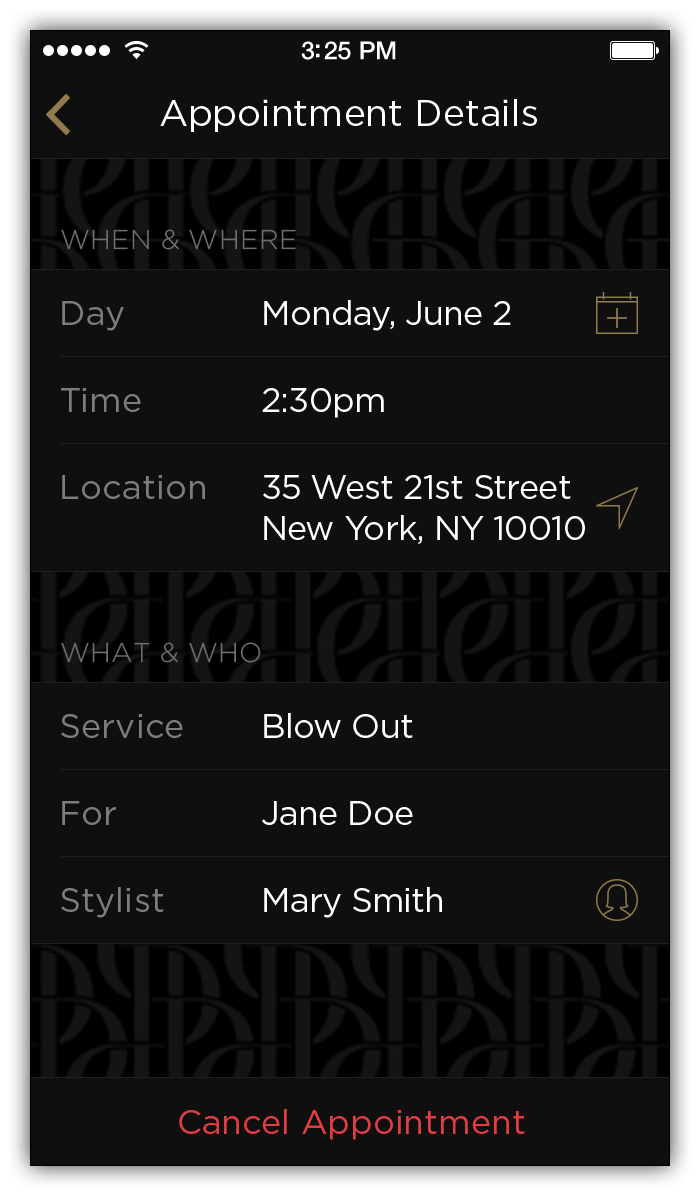 3:25 PM
Appointment Details
WHEN & WHERE
Day Monday, June 2
Time 2:30pm
Location 35 West 21st Street
New York, NY 10010
WHAT & WHO
Service Blow Out
For Jane Doe
Stylist Mary Smith
Cancel Appointment